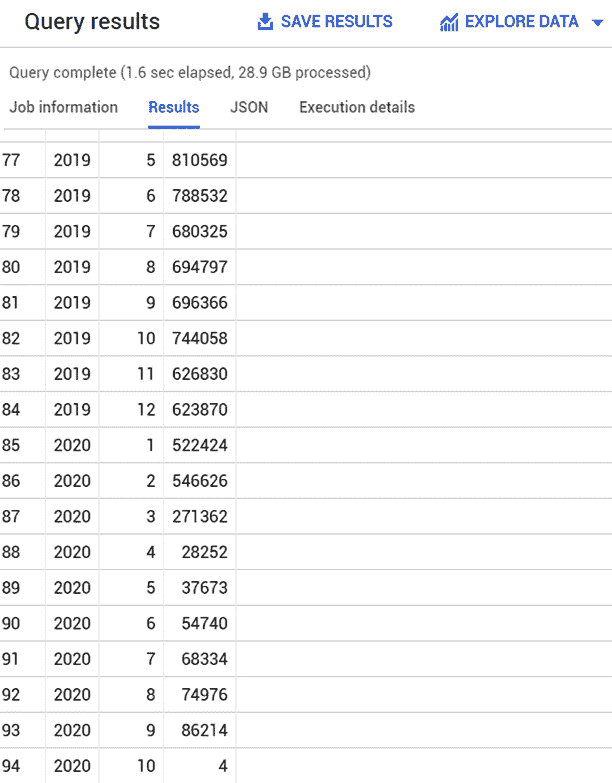 Query results SAVE RESULTS EXPLORE DATA
Query complete (1.6 sec elapsed, 28.9 GB processed)
Job information Results JSON Execution details
77 2019 5 810569
78 2019 6 788532
79 2019 7 680325
80 2019 8 694797
81 2019 9 696366
82 2019 10 744058
83 2019 11 626830
84 2019 12 623870
85 2020 1 522424
86 2020 2 546626
87 2020 3 271362
88 2020 4 28252
89 2020 5 37673
90 2020 6 54740
91 2020 7 68334
92 2020 8 74976
93 2020 9 86214
94 2020 10 4